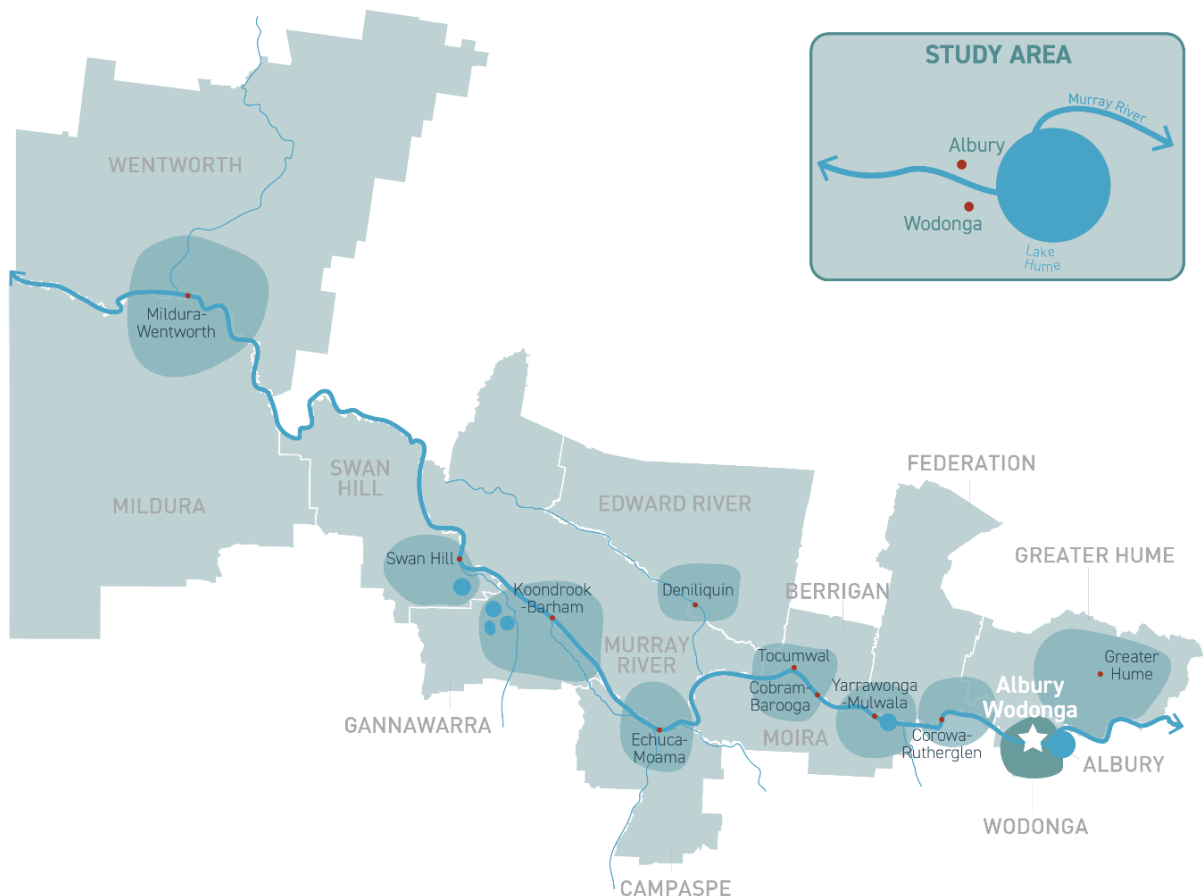 STUDY AREA
Murray River
Albury
Wodonga
Lake
Hume
WENTWORTH
Mildura-
Wentworth
MILDURA
SWAN
HILL
Swan Hill
EDWARD RIVER
FEDERATION
GREATER HUME
Koondrook
-Barham
Deniliquin
BERRIGAN
MURRAY
RIVER
Tocumwal
Cobram-
Barooga
Yarrawonga
-Mulwala
Greater
Hume
Albury
Wodonga
GANNAWARRA
Echuca-
Moama
MOIRA
Corowa-
Rutherglen
ALBURY
WODONGA
CAMPASPE